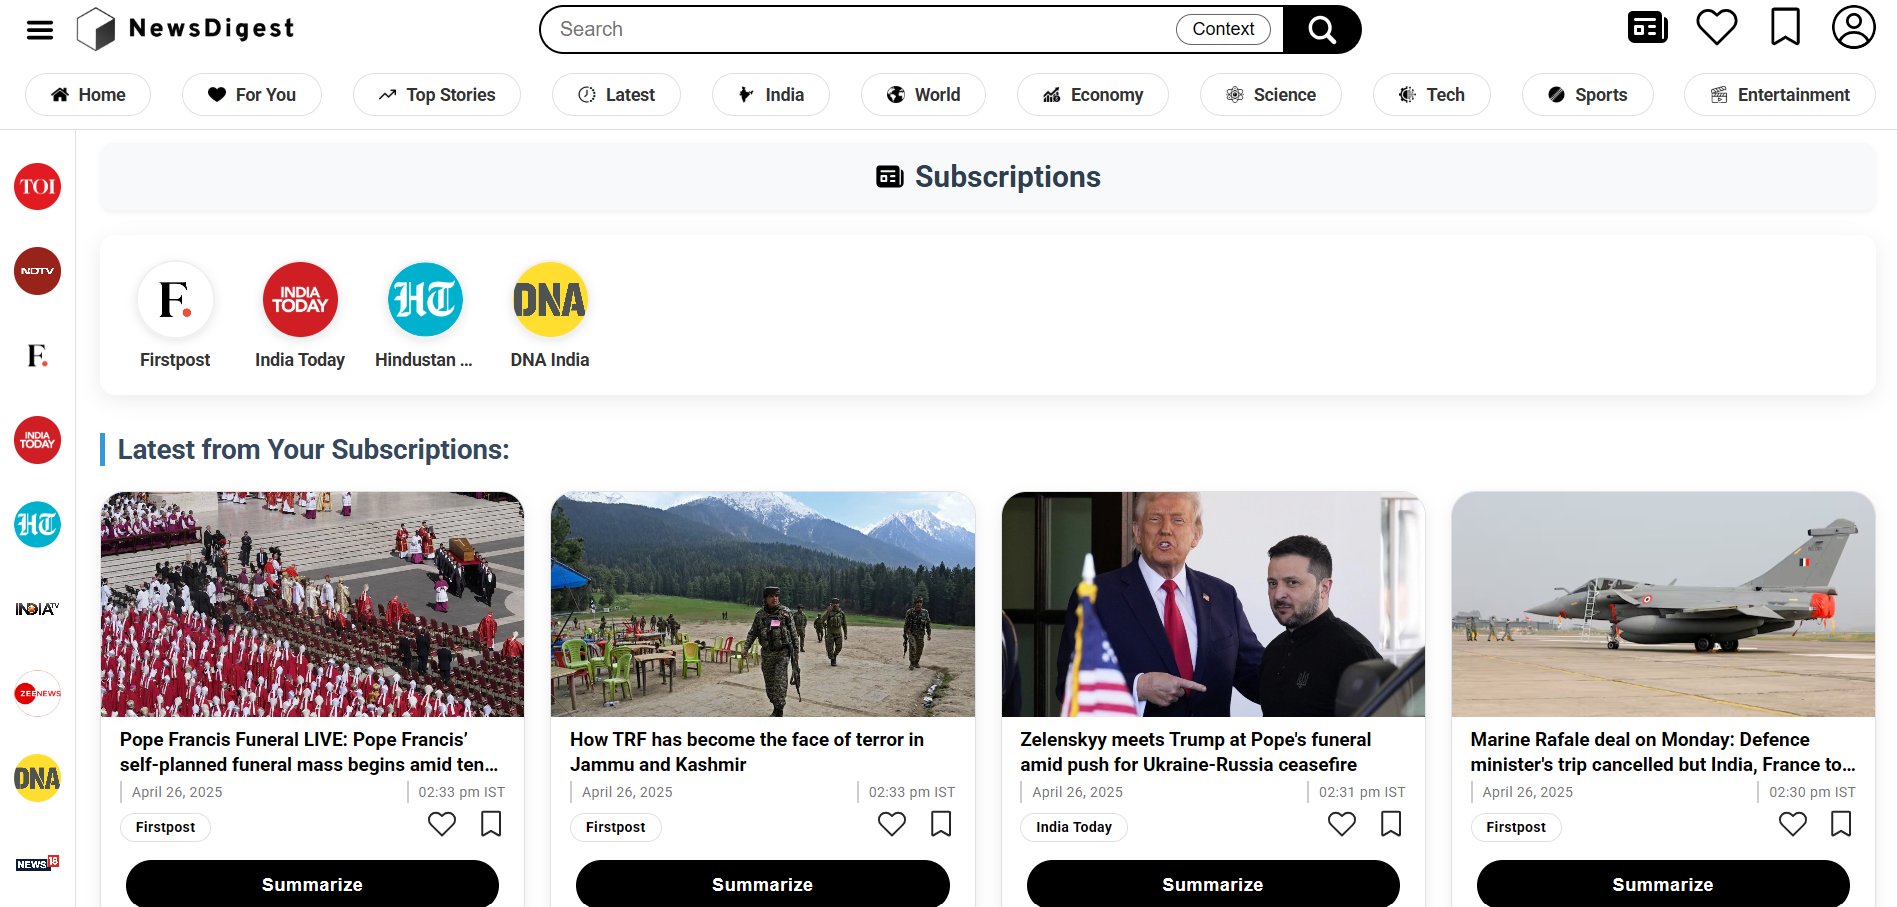 NewsDigest
Search
Context
Home
For You
Top Stories
Latest
India
World
Economy
Science
Tech
Sports
Entertainment
TOI
NDTV
F.
INDIA
TODAY
HT
INDIA TV
ZEE NEWS
DNA
NEWS 18
Subscriptions
F.
INDIA
TODAY
HT
DNA
Firstpost
India Today
Hindustan ...
DNA India
Latest from Your Subscriptions:
Pope Francis Funeral LIVE: Pope Francis’
self-planned funeral mass begins amid ten...
April 26, 2025
02:33 pm IST
Firstpost
Summarize
How TRF has become the face of terror in
Jammu and Kashmir
April 26, 2025
02:33 pm IST
Firstpost
Summarize
Zelenskyy meets Trump at Pope's funeral
amid push for Ukraine-Russia ceasefire
April 26, 2025
02:31 pm IST
India Today
Summarize
Marine Rafale deal on Monday: Defence
minister's trip cancelled but India, France to...
April 26, 2025
02:30 pm IST
Firstpost
Summarize